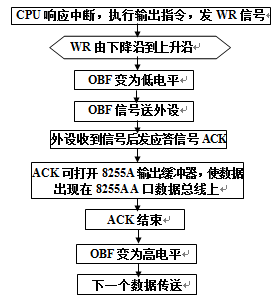 CPU 响应中断，执行输出指令，发 WR 信号
WR 由下降沿到上升沿
OBF 变为低电平
OBF 信号送外设
外设收到信号后发应答信号 ACK
ACK 可打开 8255A 输出缓冲器，使数据
出现在 8255A A 口数据总线上
ACK 结束
OBF 变为高电平
下一个数据传送